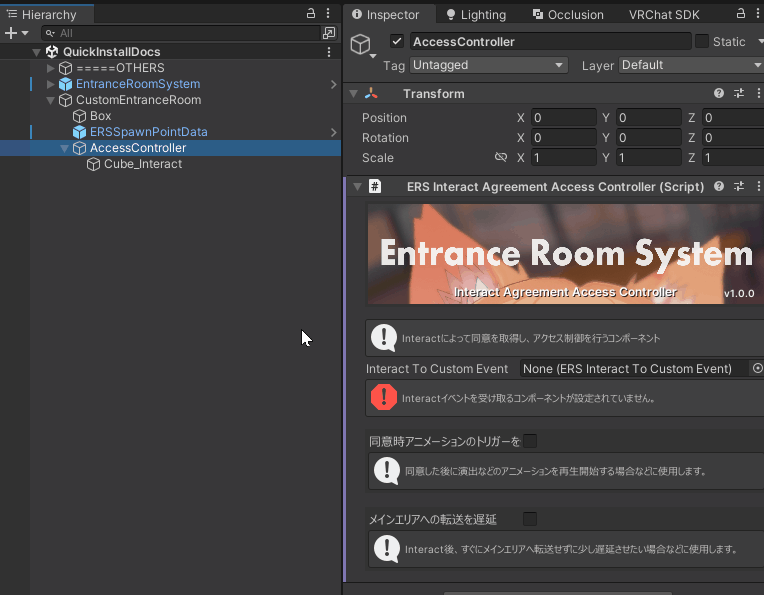 Hierarchy
All
QuickInstallDocs
=====OTHERS
EntranceRoomSystem
CustomEntranceRoom
Box
ERSSpawnPointData
AccessController
Cube_Interact
Inspector Lighting Occlusion VRChat SDK
AccessController Static
Tag Untagged Layer Default
Transform
Position X 0 Y 0 Z 0
Rotation X 0 Y 0 Z 0
Scale X 1 Y 1 Z 1
# ERS Interact Agreement Access Controller (Script)
Entrance Room System
Interact Agreement Access Controller v1.0.0
Interactによって同意を取得し、アクセス制御を行うコンポーネント
Interact To Custom Event None (ERS Interact To Custom Event)
Interactイベントを受け取るコンポーネントが設定されていません。
同意時アニメーションのトリガーを
同意した後に演出などのアニメーションを再生開始する場合などに使用します。
メインエリアへの転送を遅延
Interact後、すぐにメインエリアへ転送せずに少し遅延させたい場合などに使用します。